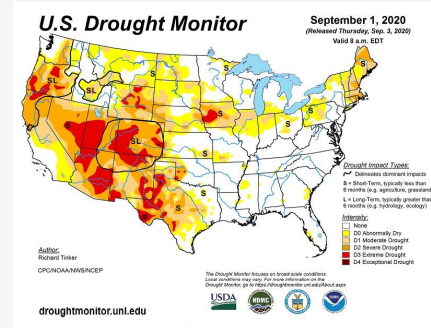 U.S. Drought Monitor
September 1, 2020
(Released Thursday, Sep. 3, 2020)
Valid 8 a.m. EDT
S
SL
SL
S
S
S
S
S
SL
S
S
S
Drought Impact Types:
Delineates dominant impacts
S = Short-Term, typically less than
6 months (e.g. agriculture, grassland
L = Long-Term, typically greater than
6 months (e.g. hydrology, ecology)
Intensity:
None
D0 Abnormally Dry
D1 Moderate Drought
D2 Severe Drought
D3 Extreme Drought
D4 Exceptional Drought
Author:
Richard Tinker
CPC/NOAA/NWS/NCEP
The Drought Monitor focuses on broad-scale conditions.
Local conditions may vary. For more information on the
Drought Monitor, go to https://droughtmonitor.unl.edu/About.aspx
USDA
NDMC
droughtmonitor.unl.edu